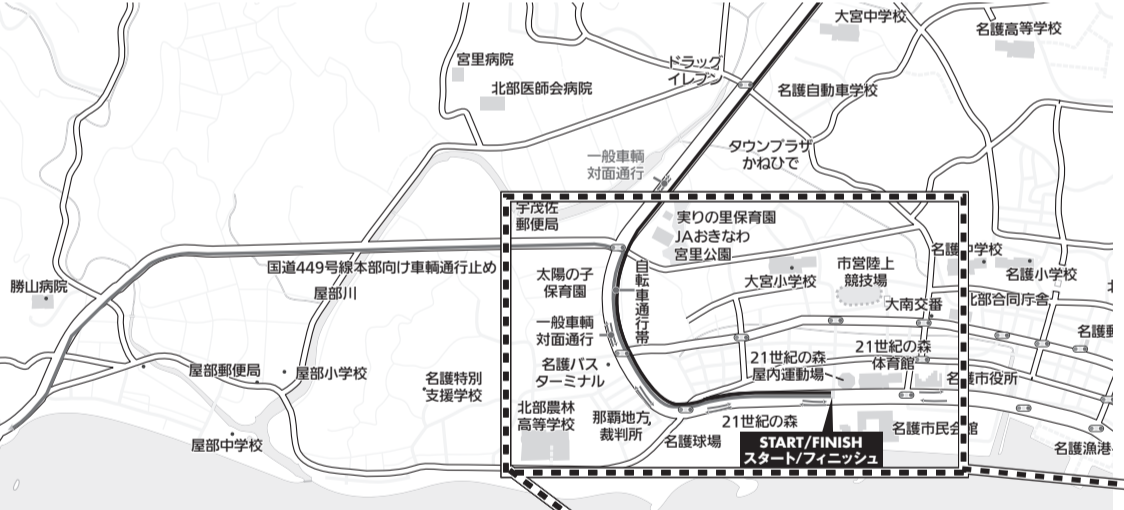 大宮中学校
名護高等学校
宮里病院
ドラッグ
イレブン
北部医師会病院
名護自動車学校
一般車輌
対面通行
タウンプラザ
かねひで
宇茂佐
郵便局
実りの里保育園
JAおきなわ
宮里公園
国道449号線本部向け車輌通行止め
屋部川
勝山病院
太陽の子
保育園
自転車通行帯
大宮小学校
市営陸上
競技場
名護中学校
名護小学校
大南交番
北部合同庁舎
一般車輌
対面通行
名護バス
ターミナル
21世紀の森
屋内運動場
21世紀の森
体育館
名護市役所
屋部郵便局
屋部小学校
名護特別
支援学校
北部農林
高等学校
那覇地方
裁判所
名護球場
21世紀の森
名護市民会館
屋部中学校
START/FINISH
スタート/フィニッシュ
名護漁港